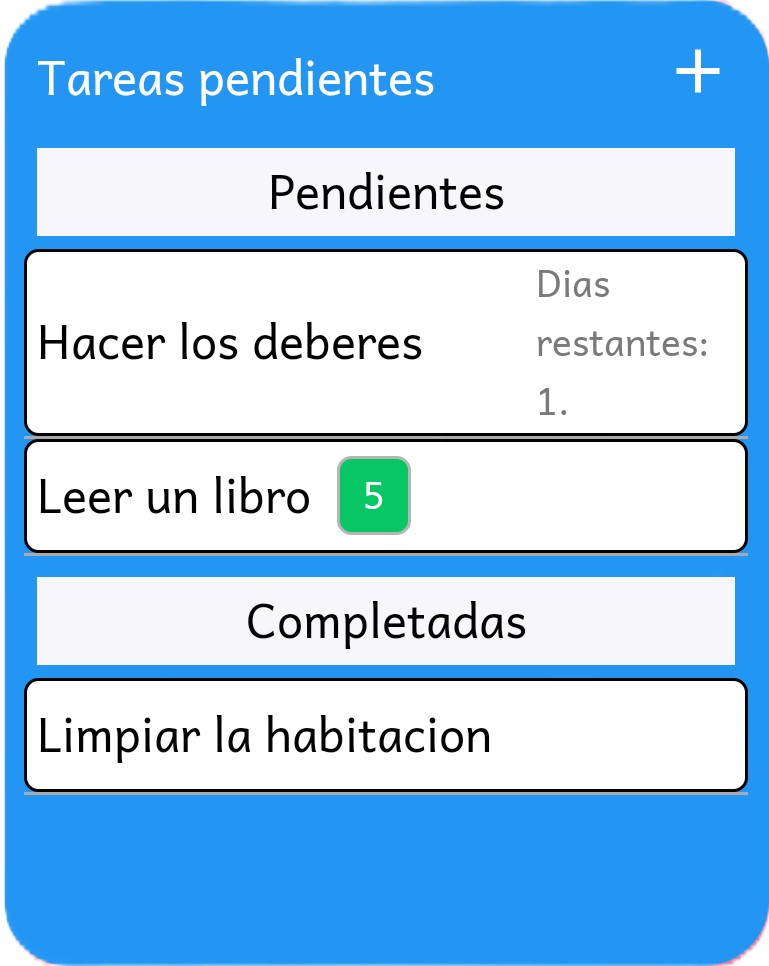 Tareas pendientes +
Pendientes
Hacer los deberes
Dias
restantes:
1.
Leer un libro 5
Completadas
Limpiar la habitacion